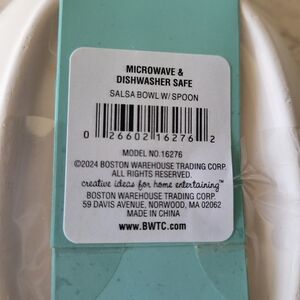 MICROWAVE &
DISHWASHER SAFE
SALSA BOWL W/ SPOON
0 26602 16276 2
MODEL NO.16276
©2024 BOSTON WAREHOUSE TRADING CORP.
ALL RIGHTS RESERVED.
creative ideas for home entertaining™
BOSTON WAREHOUSE TRADING CORP.
59 DAVIS AVENUE, NORWOOD, MA 02062
MADE IN CHINA
www.BWTC.com